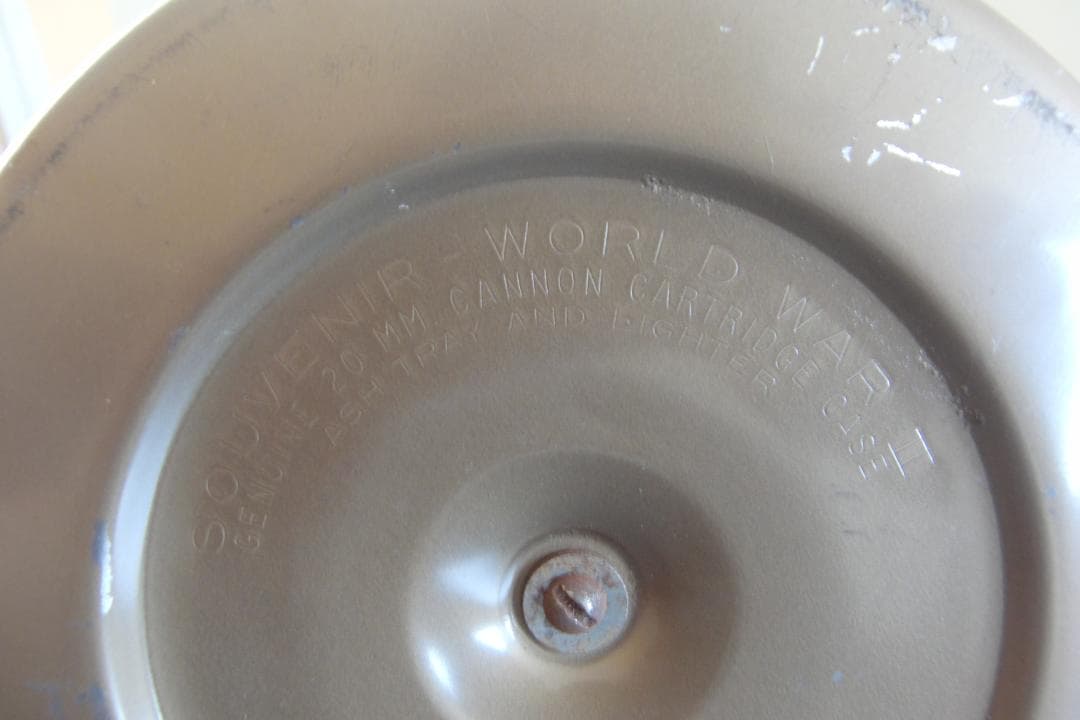 SOUVENIR - WORLD WAR II
GENUINE 20 MM. CANNON CARTRIDGE CASE
ASH TRAY AND LIGHTER